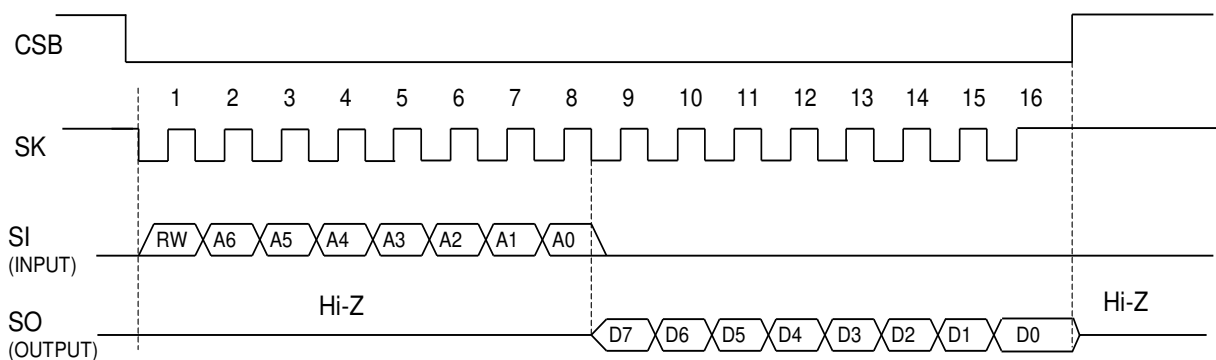 CSB
1 2 3 4 5 6 7 8 9 10 11 12 13 14 15 16
SK
SI
(INPUT)
RW A6 A5 A4 A3 A2 A1 A0
Hi-Z
Hi-Z
SO
(OUTPUT)
D7 D6 D5 D4 D3 D2 D1 D0